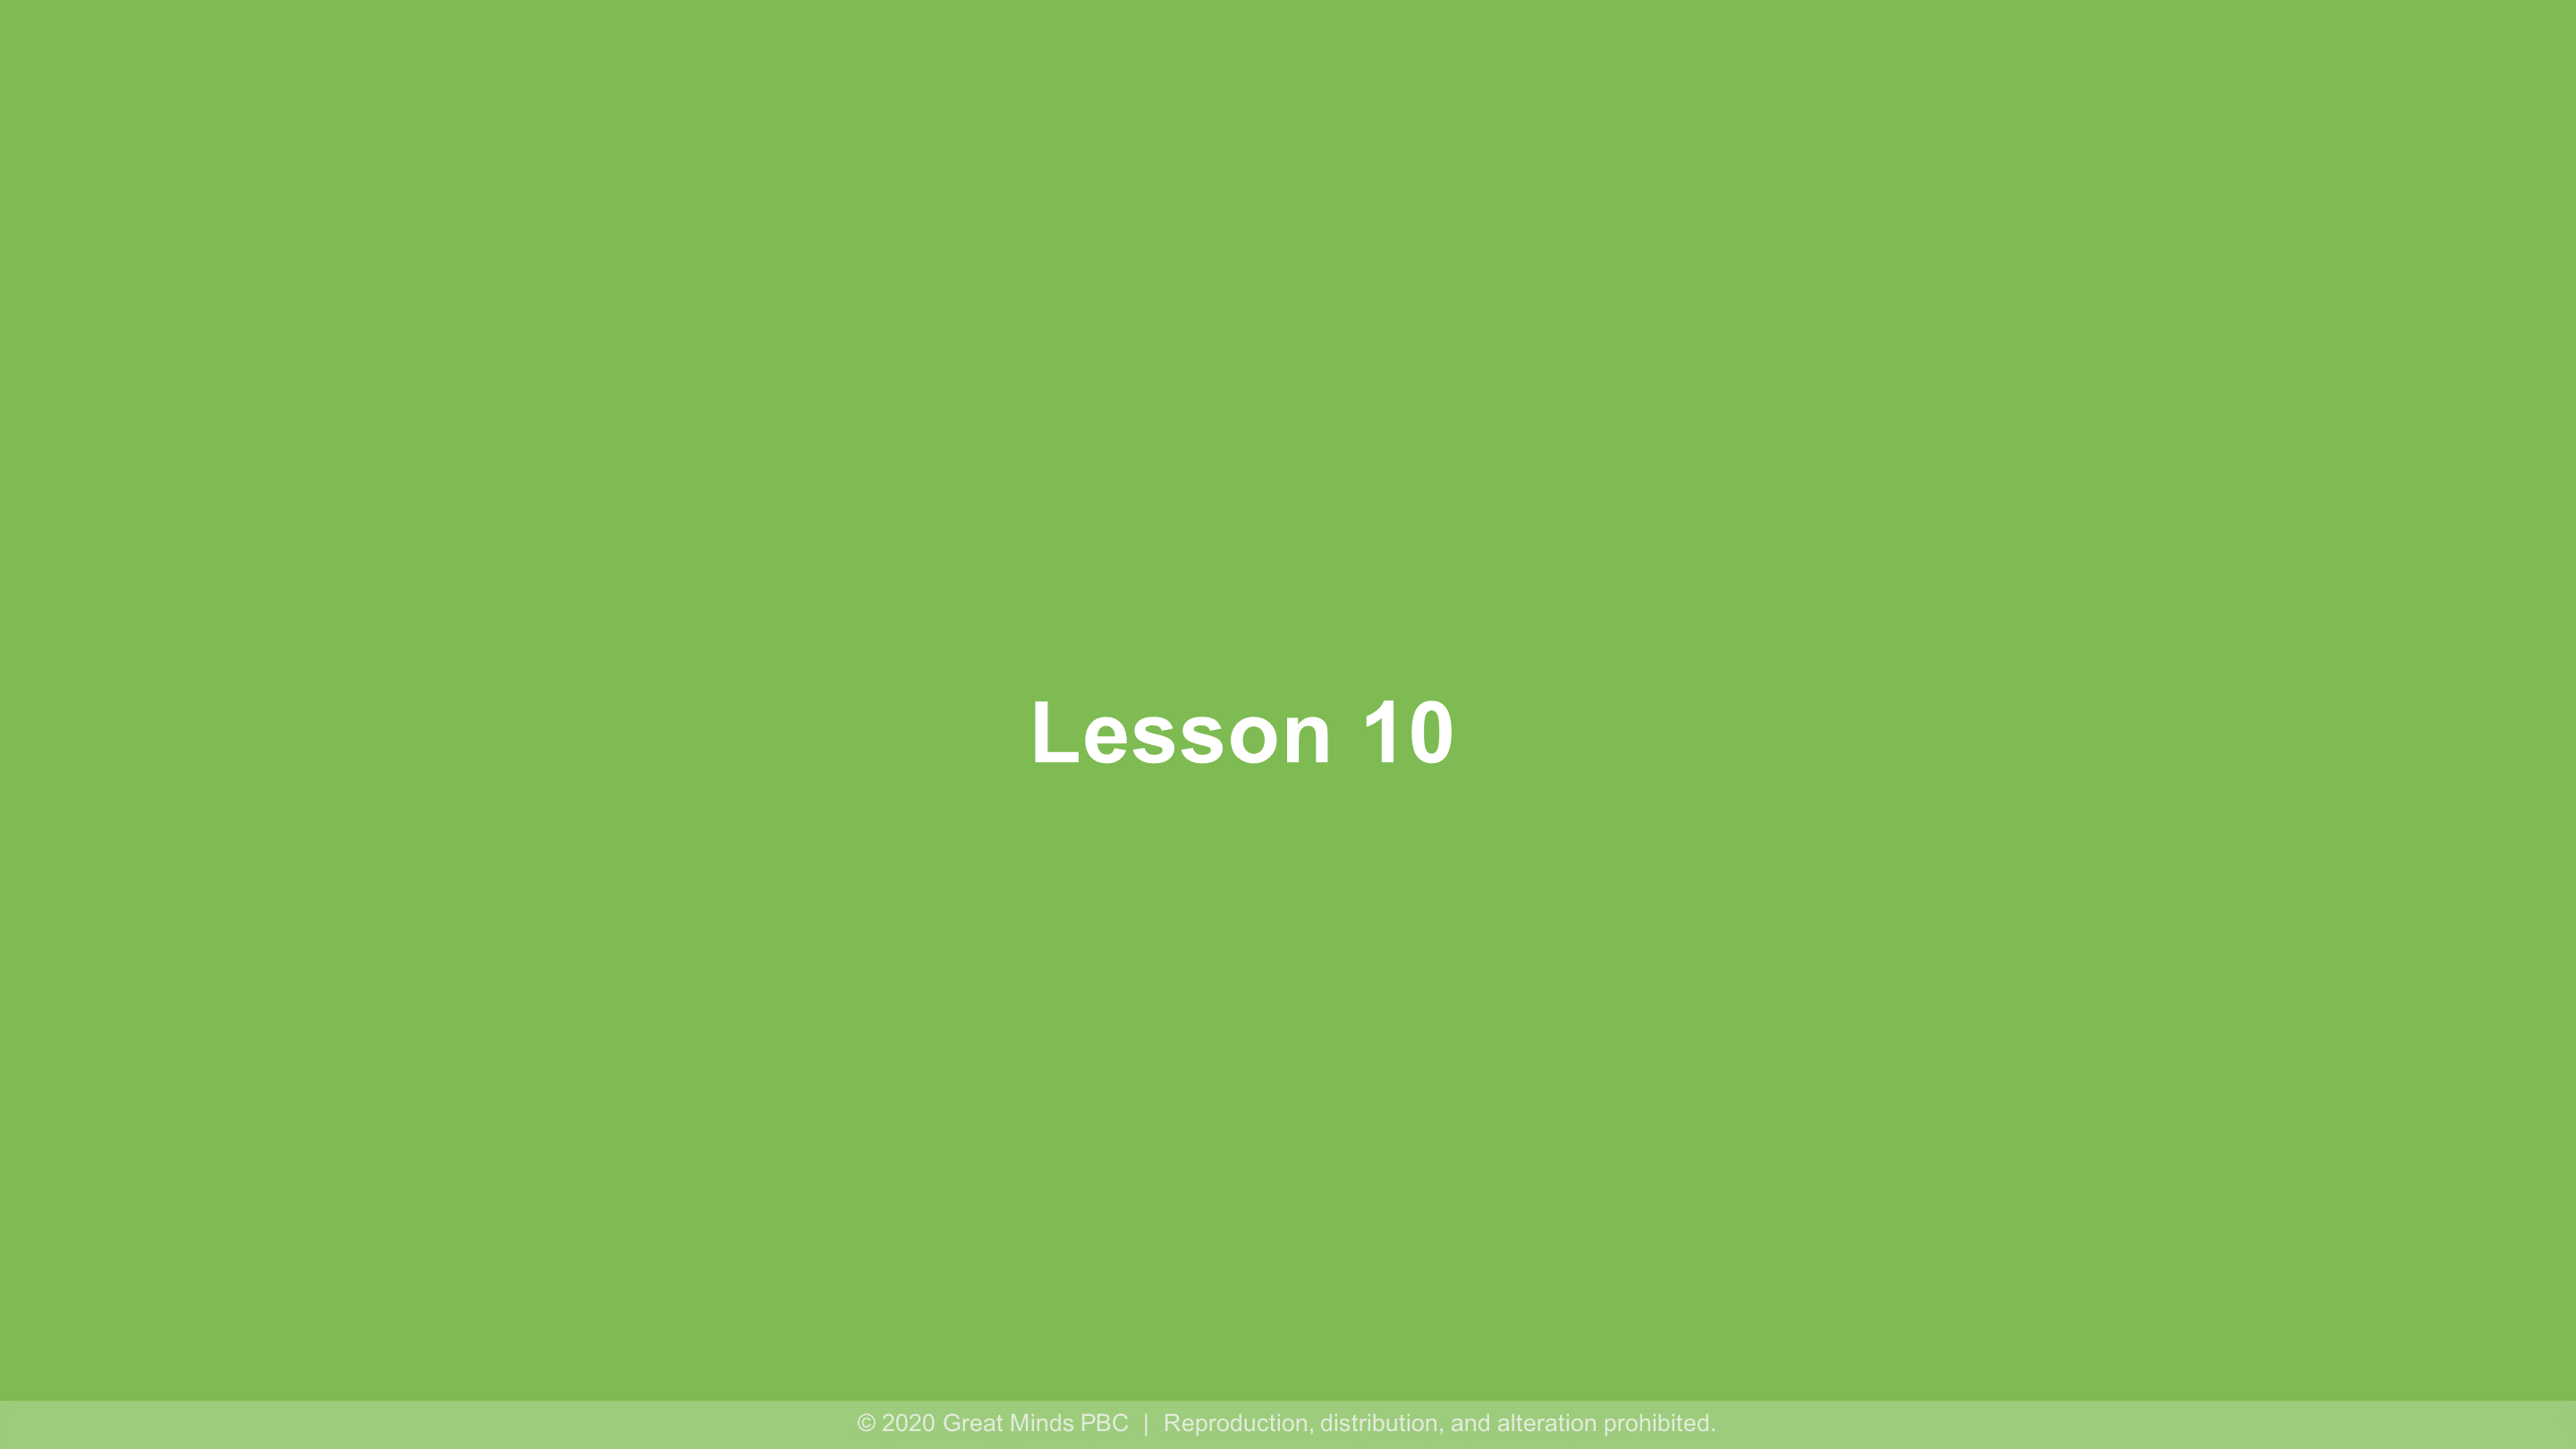 Lesson 10
© 2020 Great Minds PBC | Reproduction, distribution, and alteration prohibited.